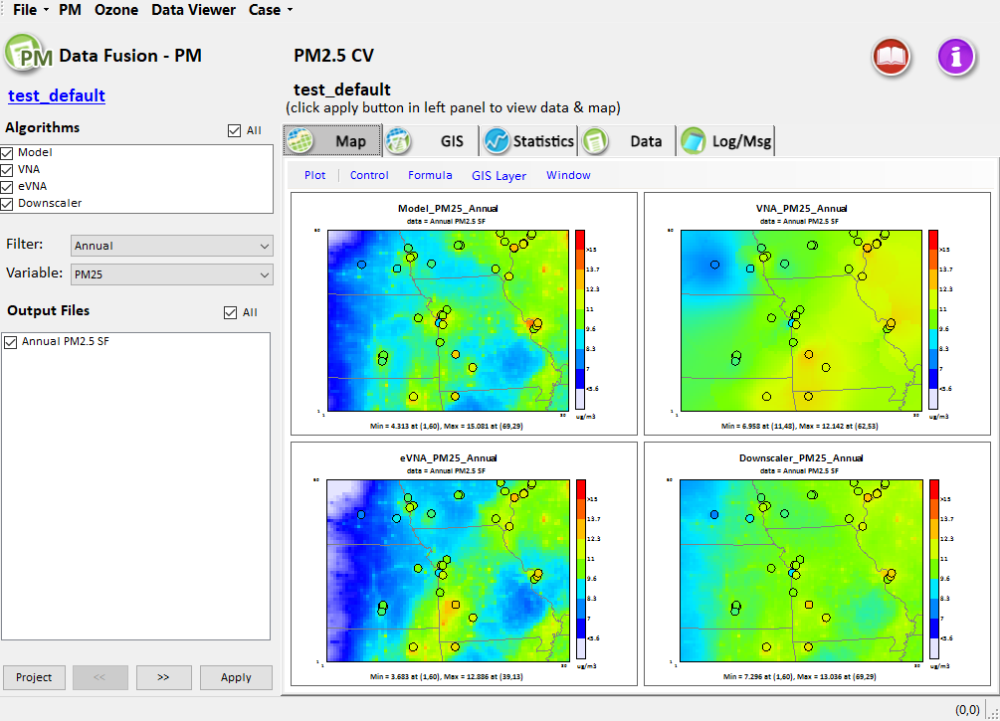 File PM Ozone Data Viewer Case
PM Data Fusion - PM
PM2.5 CV
test_default
test_default
(click apply button in left panel to view data & map)
Algorithms All
Model
VNA
eVNA
Downscaler
Filter: Annual
Variable: PM25
Output Files All
Annual PM2.5 SF
Project << >> Apply
Map GIS Statistics Data Log/Msg
Plot Control Formula GIS Layer Window
Model_PM25_Annual
data = Annual PM2.5 SF
60
>15
13.7
12.3
11
9.6
8.3
7
<5.6
ug/m3
1 1
Min = 4.313 at (1,60), Max = 15.081 at (69,29)
VNA_PM25_Annual
data = Annual PM2.5 SF
60
>15
13.7
12.3
11
9.6
8.3
7
<5.6
ug/m3
1 1
Min = 6.958 at (11,48), Max = 12.142 at (62,53)
eVNA_PM25_Annual
data = Annual PM2.5 SF
60
>15
13.7
12.3
11
9.6
8.3
7
<5.6
ug/m3
1 1
Min = 3.683 at (1,60), Max = 12.886 at (39,13)
Downscaler_PM25_Annual
data = Annual PM2.5 SF
60
>15
13.7
12.3
11
9.6
8.3
7
<5.6
ug/m3
1 1
Min = 7.296 at (1,60), Max = 13.036 at (69,29)
(0,0)